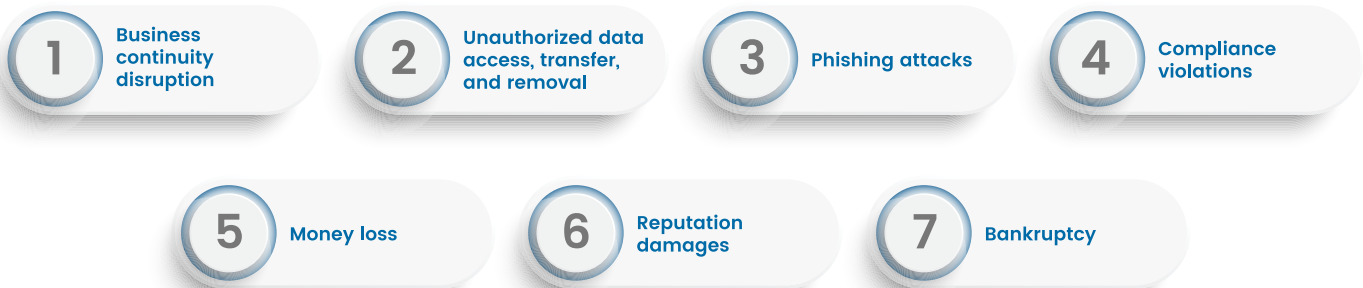 1
Business
continuity
disruption
2
Unauthorized data
access, transfer,
and removal
3
Phishing attacks
4
Compliance
violations
5
Money loss
6
Reputation
damages
7
Bankruptcy